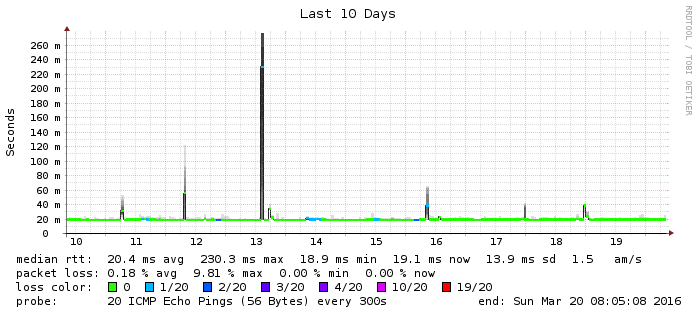 Last 10 Days
RRDTOOL / TOBI OETIKER
Seconds
260 m
240 m
220 m
200 m
180 m
160 m
140 m
120 m
100 m
80 m
60 m
40 m
20 m
0
10 11 12 13 14 15 16 17 18 19
median rtt: 20.4 ms avg 230.3 ms max 18.9 ms min 19.1 ms now 13.9 ms sd 1.5 am/s
packet loss: 0.18 % avg 9.81 % max 0.00 % min 0.00 % now
loss color: 0 1/20 2/20 3/20 4/20 10/20 19/20
probe: 20 ICMP Echo Pings (56 Bytes) every 300s end: Sun Mar 20 08:05:08 2016